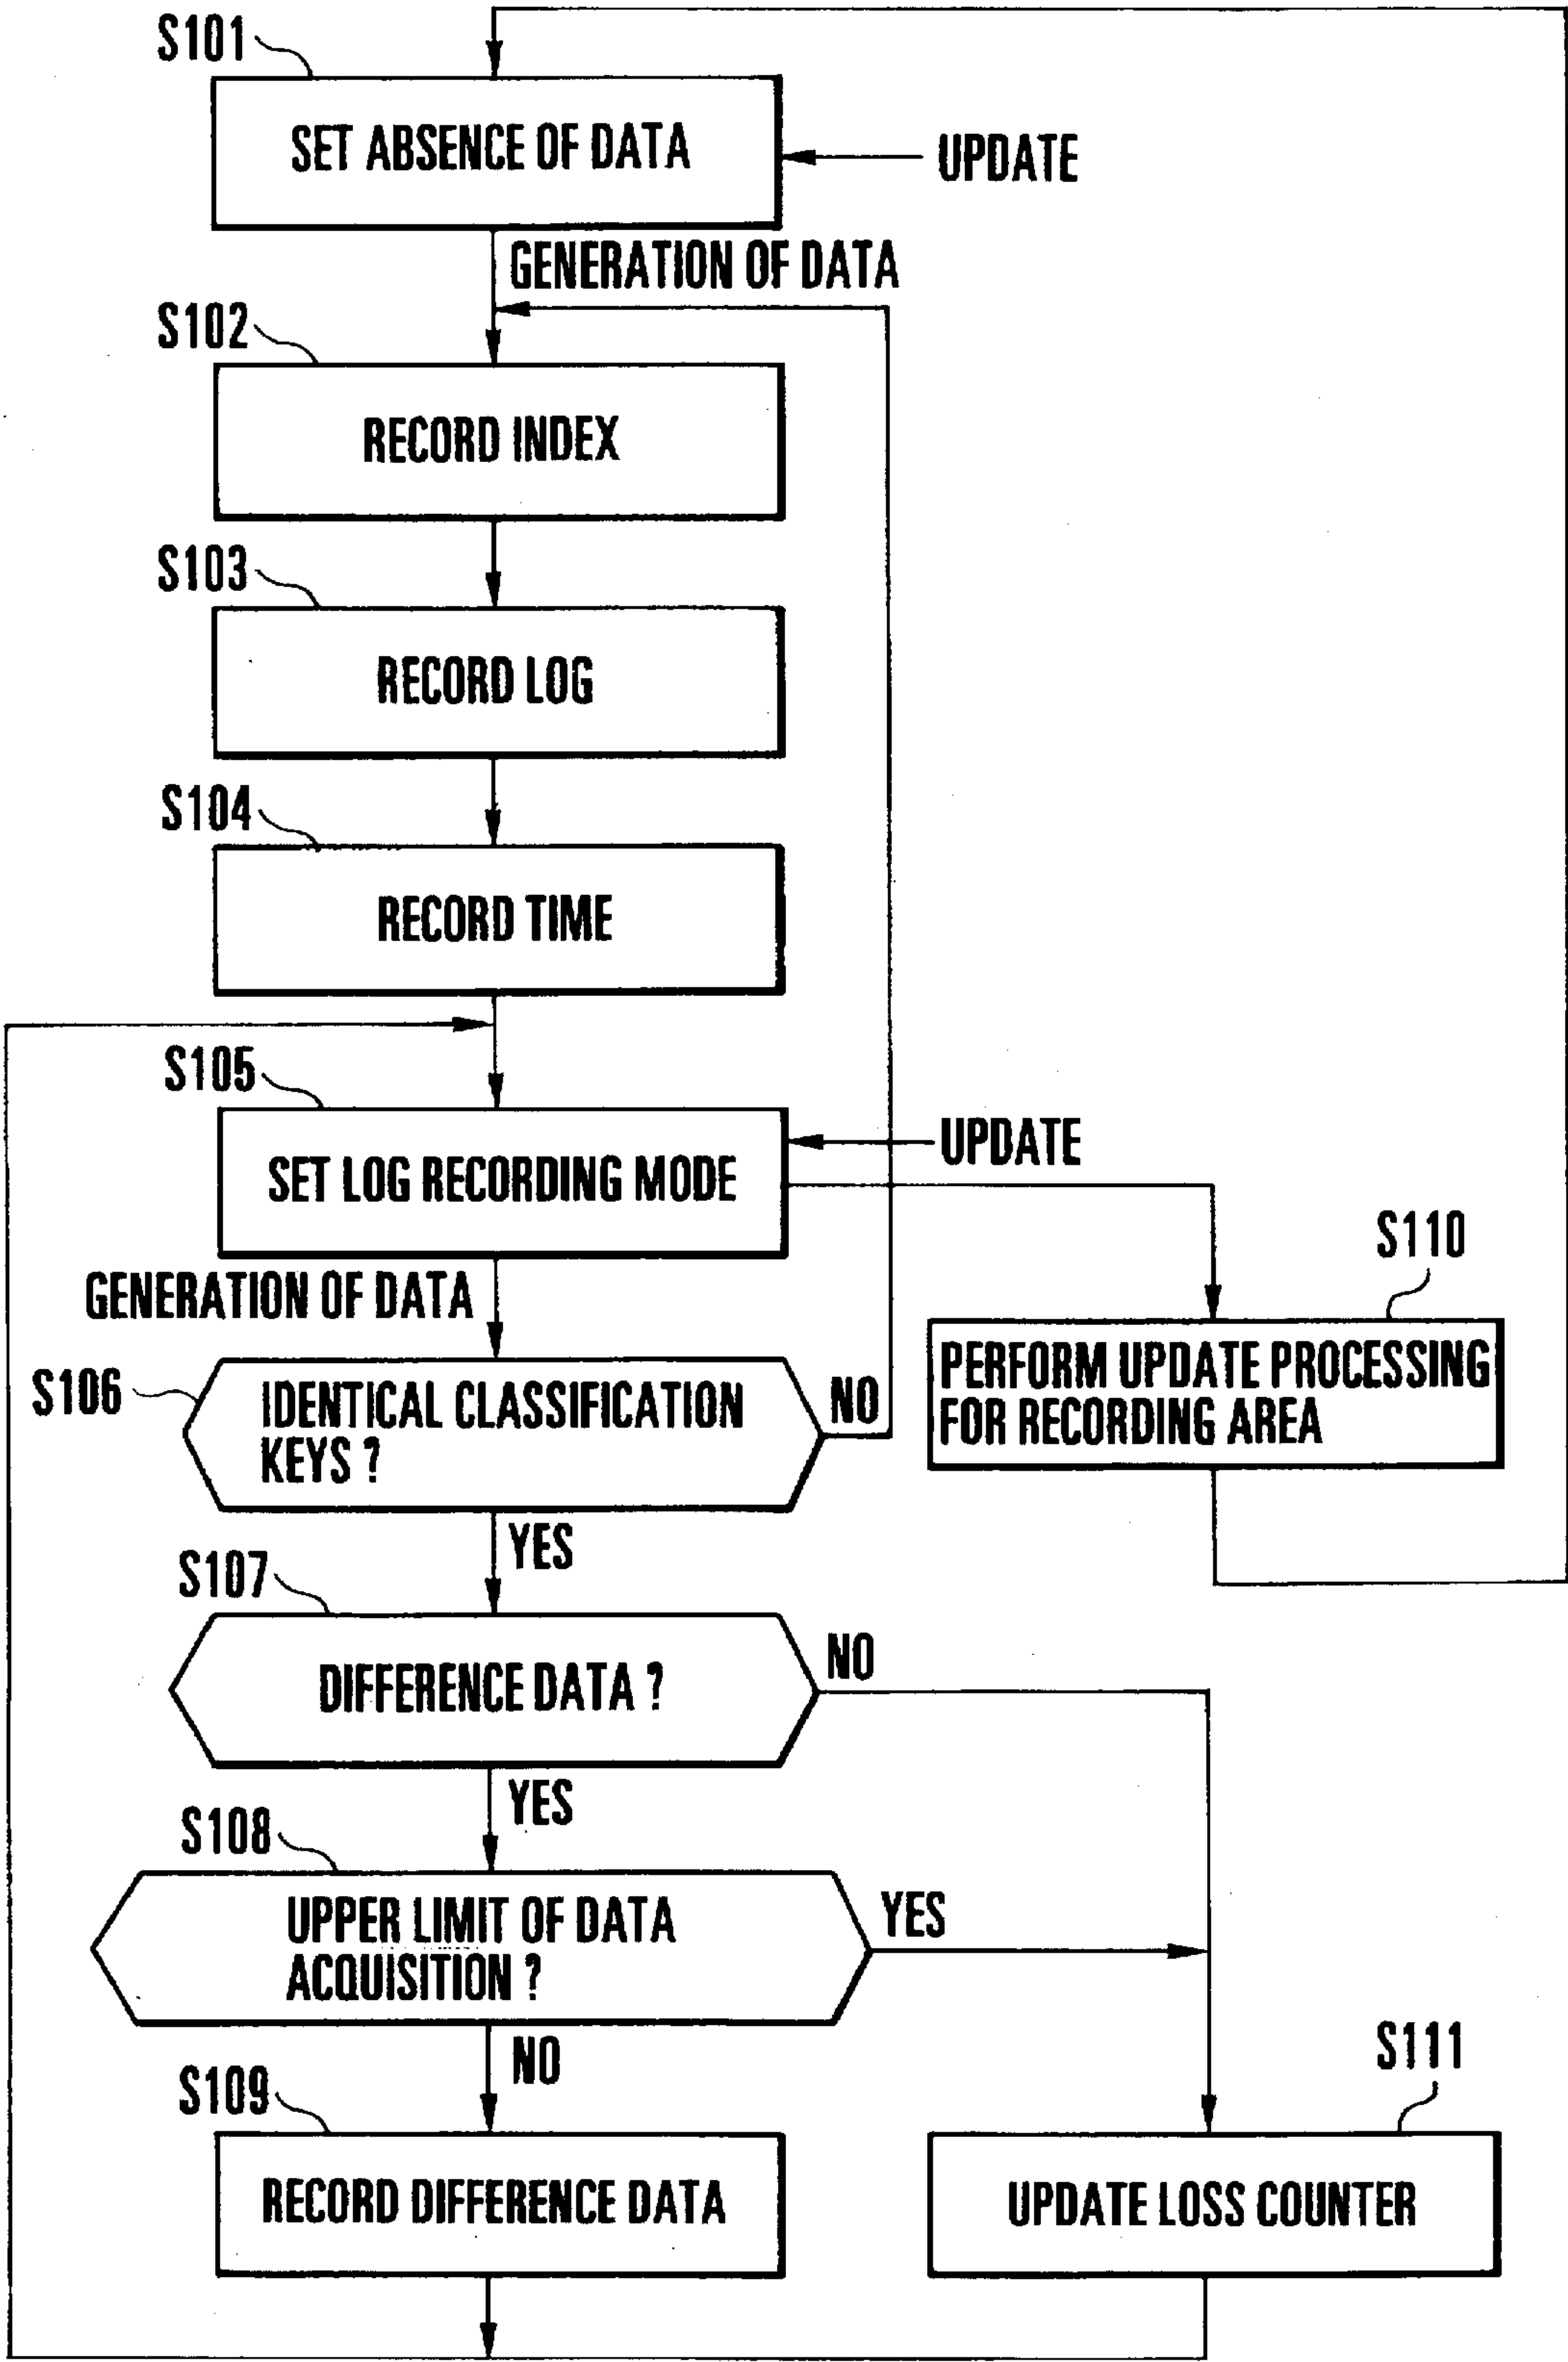 S101
SET ABSENCE OF DATA
UPDATE
GENERATION OF DATA
S102
RECORD INDEX
S103
RECORD LOG
S104
RECORD TIME
S105
UPDATE
SET LOG RECORDING MODE
S110
GENERATION OF DATA
PERFORM UPDATE PROCESSING
FOR RECORDING AREA
S106
IDENTICAL CLASSIFICATION
KEYS ?
NO
YES
S107
DIFFERENCE DATA ?
NO
YES
S108
UPPER LIMIT OF DATA
ACQUISITION ?
YES
NO
S109
S111
RECORD DIFFERENCE DATA
UPDATE LOSS COUNTER